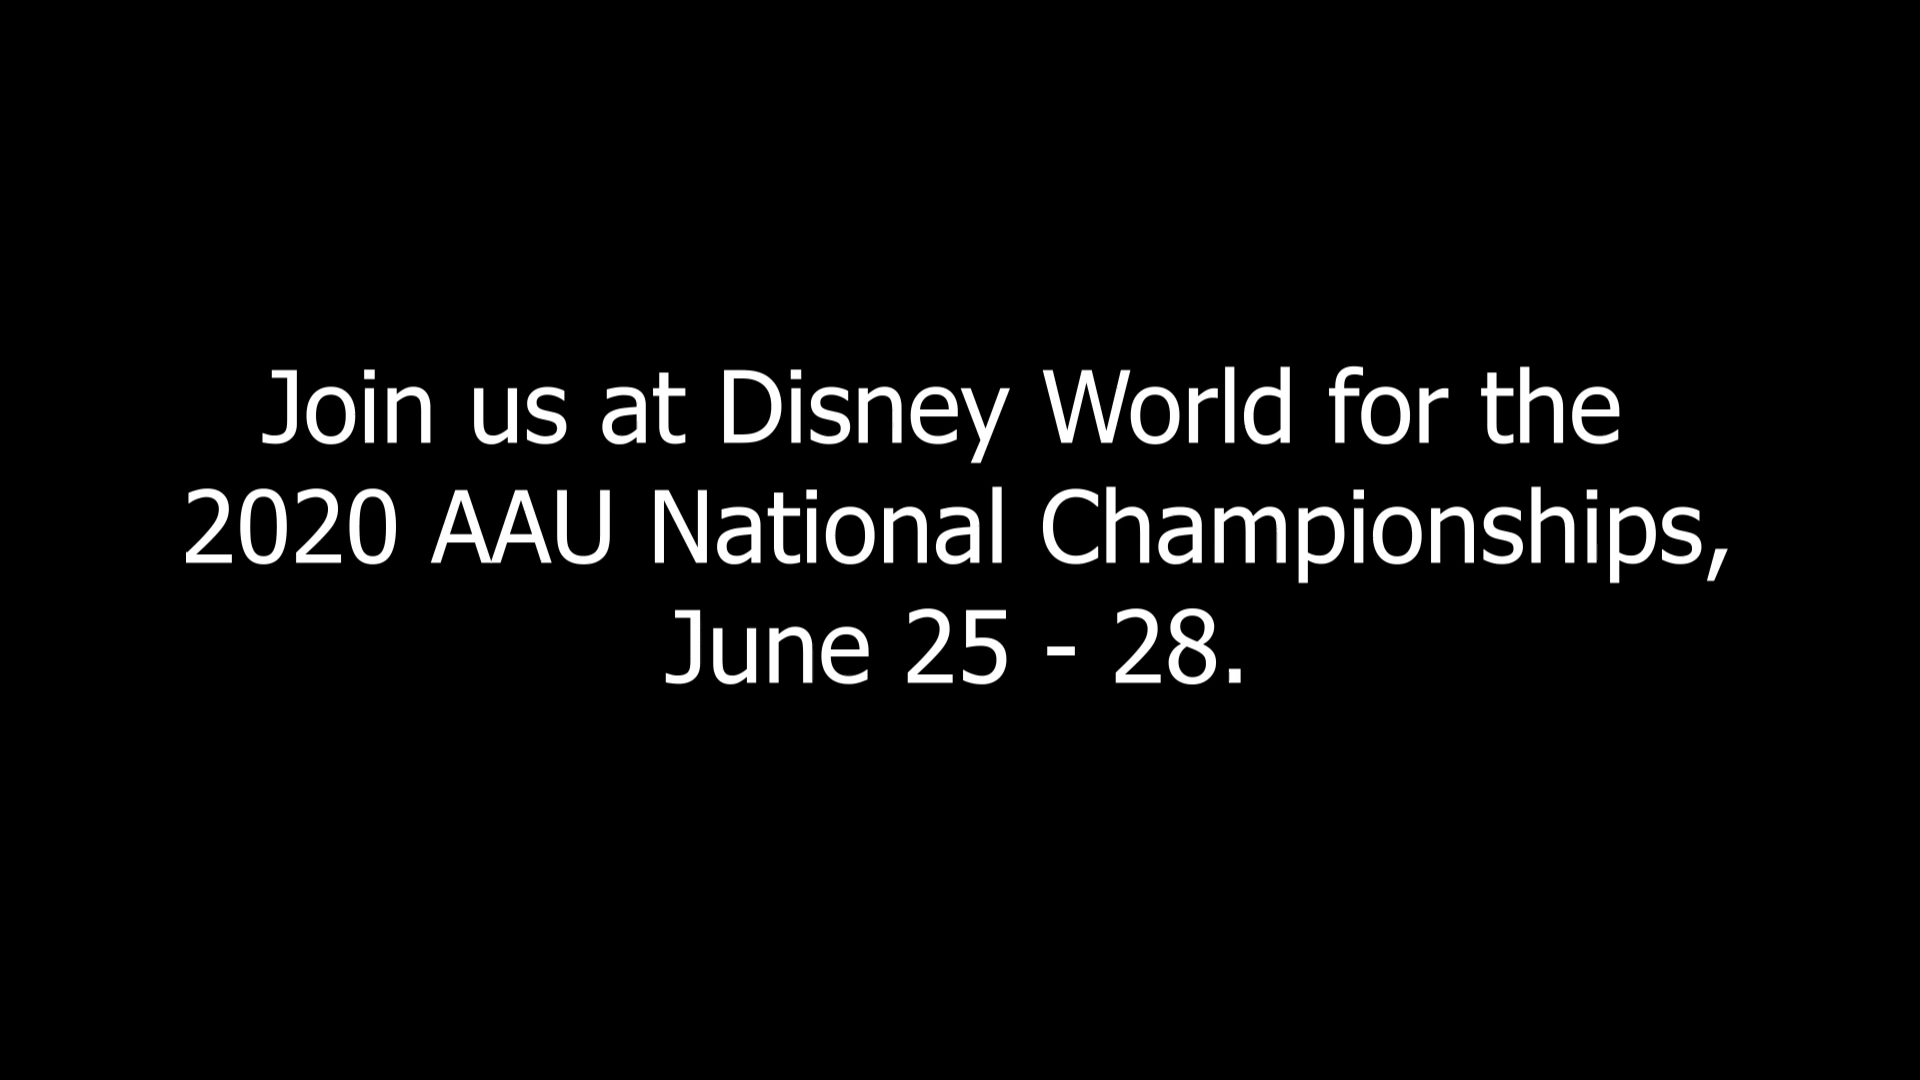 Join us at Disney World for the
2020 AAU National Championships,
June 25 - 28.